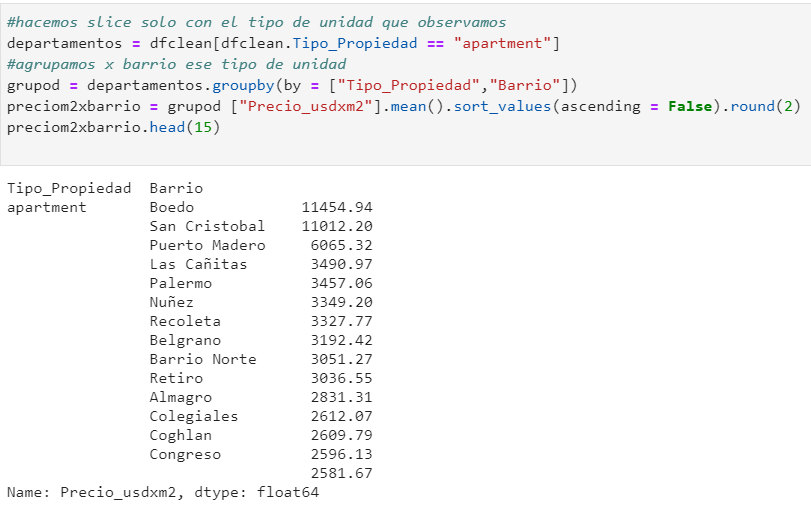 #hacemos slice solo con el tipo de unidad que observamos
departamentos = dfclean[dfclean.Tipo_Propiedad == "apartment"]
#agrupamos x barrio ese tipo de unidad
grupod = departamentos.groupby(by = ["Tipo_Propiedad","Barrio"])
preciom2xbarrio = grupod ["Precio_usdxm2"].mean().sort_values(ascending = False).round(2)
preciom2xbarrio.head(15)
Tipo_Propiedad  Barrio
apartment       Boedo            11454.94
                San Cristobal    11012.20
                Puerto Madero     6065.32
                Las Cañitas       3490.97
                Palermo           3457.06
                Nuñez             3349.20
                Recoleta          3327.77
                Belgrano          3192.42
                Barrio Norte      3051.27
                Retiro            3036.55
                Almagro           2831.31
                Colegiales        2612.07
                Coghlan           2609.79
                Congreso          2596.13
                                  2581.67
Name: Precio_usdxm2, dtype: float64